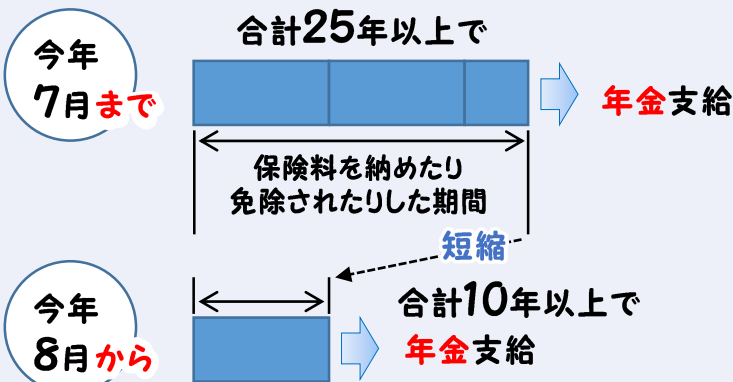 今年
7月まで
合計25年以上で
年金支給
保険料を納めたり
免除されたりした期間
短縮
今年
8月から
合計10年以上で
年金支給